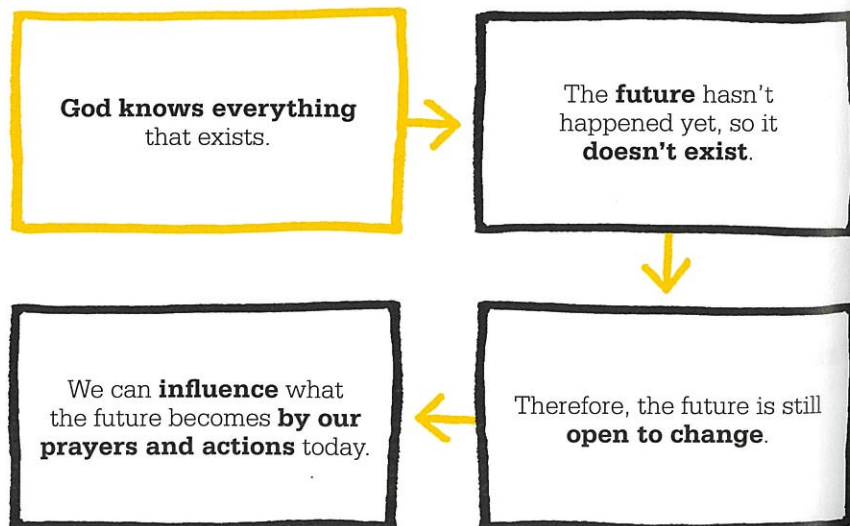 God knows everything
that exists.
The future hasn't
happened yet, so it
doesn't exist.
Therefore, the future is still
open to change.
We can influence what
the future becomes by our
prayers and actions today.